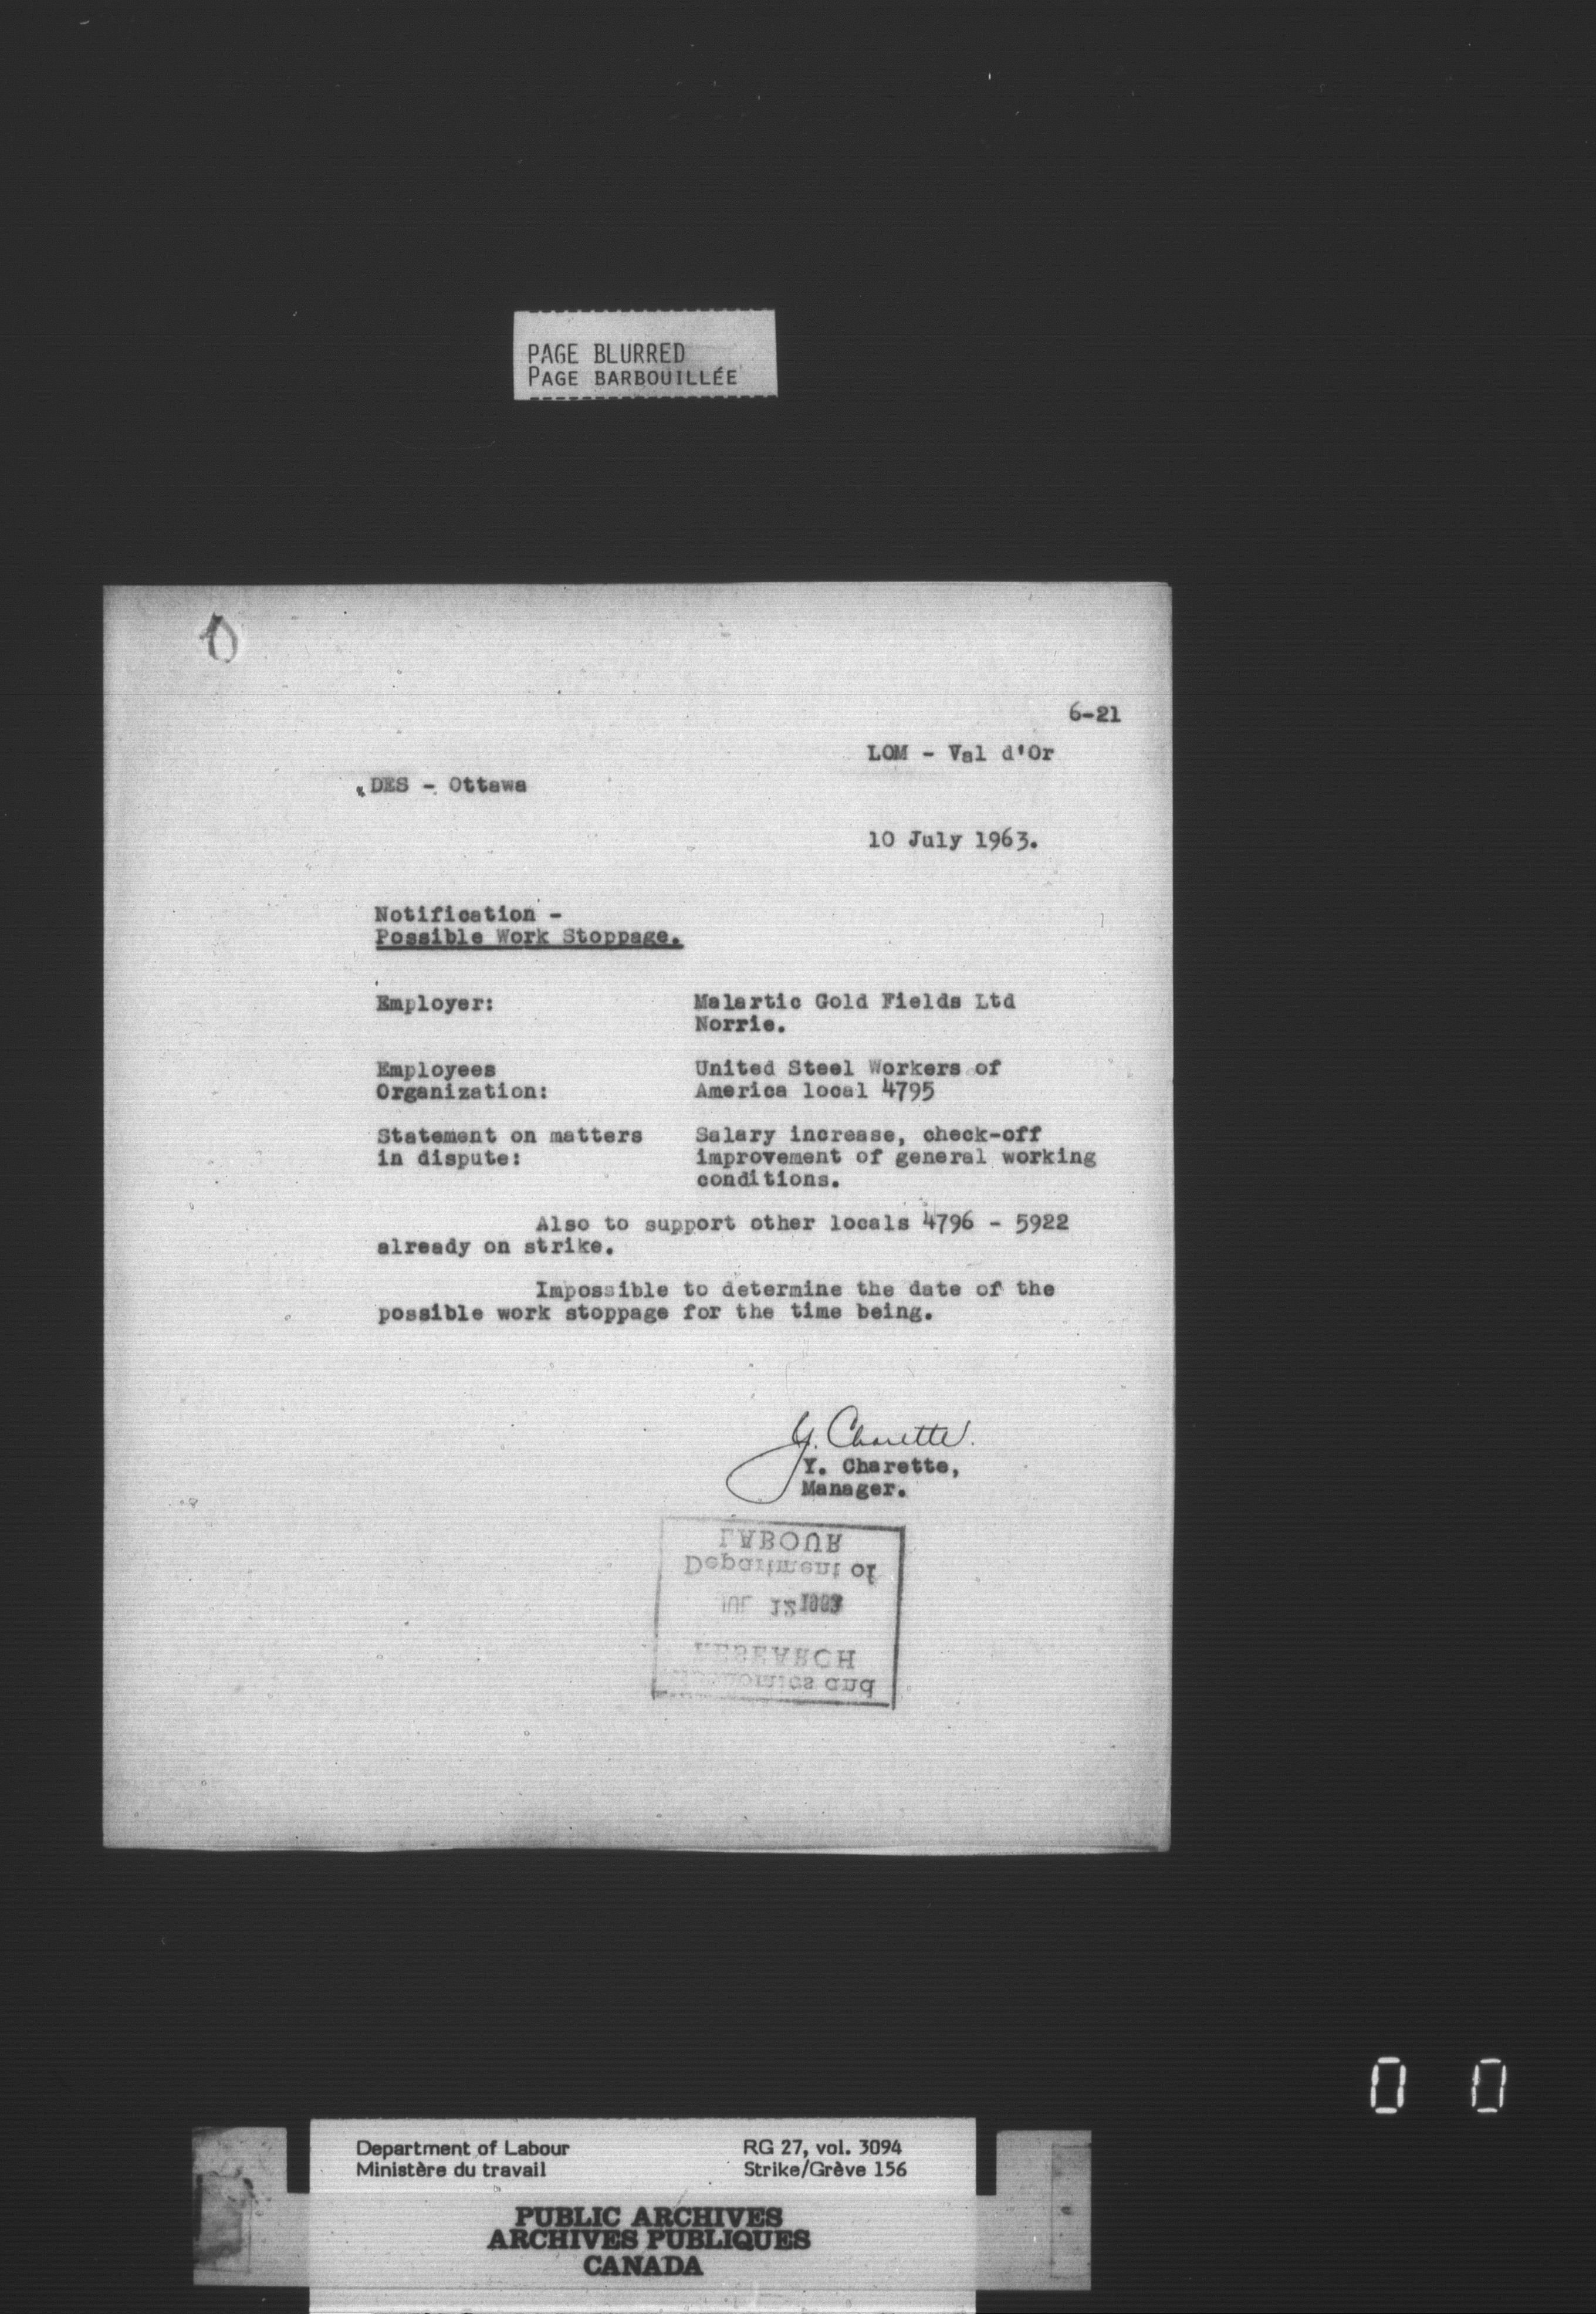 PAGE BLURRED
PAGE BARBOUILLÉE
6-21
LOM - Val d'Or
DES - Ottawa
10 July 1963.
Notification -
Possible Work Stoppage.
Employer: Malartic Gold Fields Ltd
Norrie.
Employees United Steel Workers of
Organization: America local 4795
Statement on matters Salary increase, check-off
in dispute: improvement of general working
conditions.
Also to support other locals 4796 - 5922
already on strike.
Impossible to determine the date of the
possible work stoppage for the time being.
Y. Charette.
Y. Charette,
Manager.
LABOUR
Department of
JUL 12 1963
RESEARCH
and
0 0
Department of Labour RG 27, vol. 3094
Ministère du travail Strike/Grève 156
PUBLIC ARCHIVES
ARCHIVES PUBLIQUES
CANADA